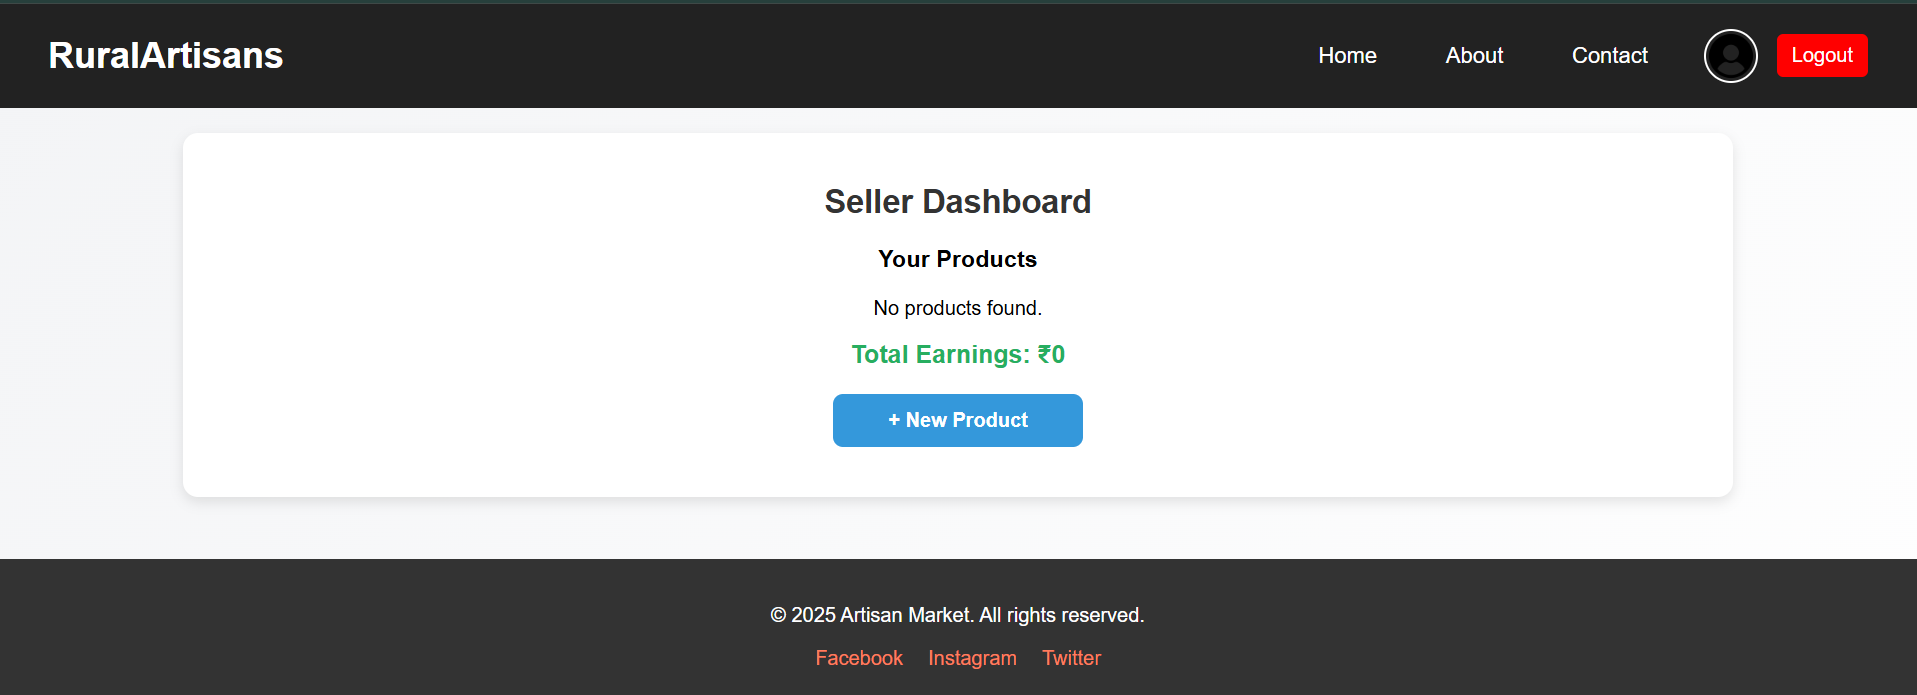 RuralArtisans Home About Contact Logout
Seller Dashboard
Your Products
No products found.
Total Earnings: ₹0
+ New Product
© 2025 Artisan Market. All rights reserved.
Facebook Instagram Twitter